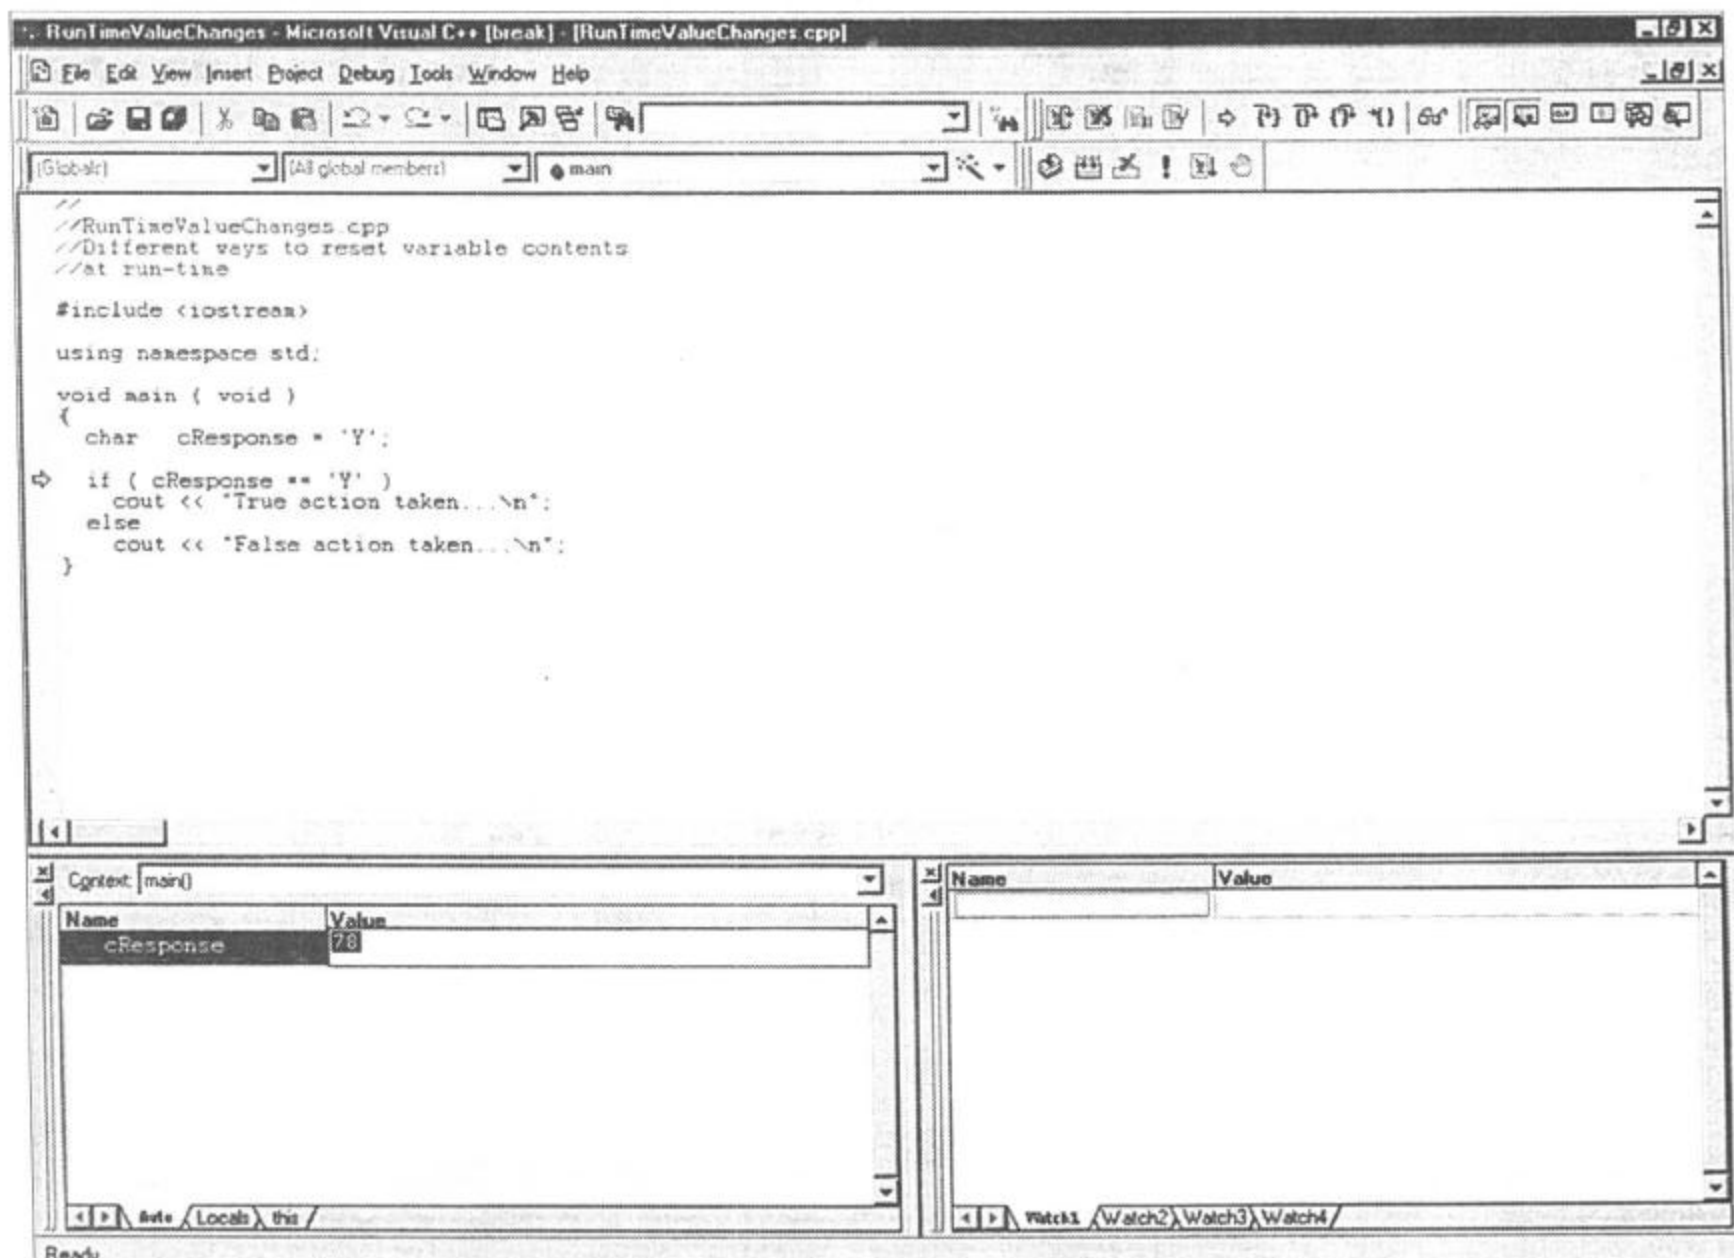 RunTimeValueChanges - Microsoft Visual C++ [break] - [RunTimeValueChanges.cpp]
File Edit View Insert Project Debug Tools Window Help
(Globals) (All global members) main
//
//RunTimeValueChanges.cpp
//Different ways to reset variable contents
//at run-time
#include <iostream>
using namespace std;
void main ( void )
{
char cResponse = 'Y';
if ( cResponse == 'Y' )
cout << "True action taken...\n";
else
cout << "False action taken...\n";
}
Context: main()
Name Value
cResponse 78
Auto Locals this
Name Value
Watch1 Watch2 Watch3 Watch4
Ready